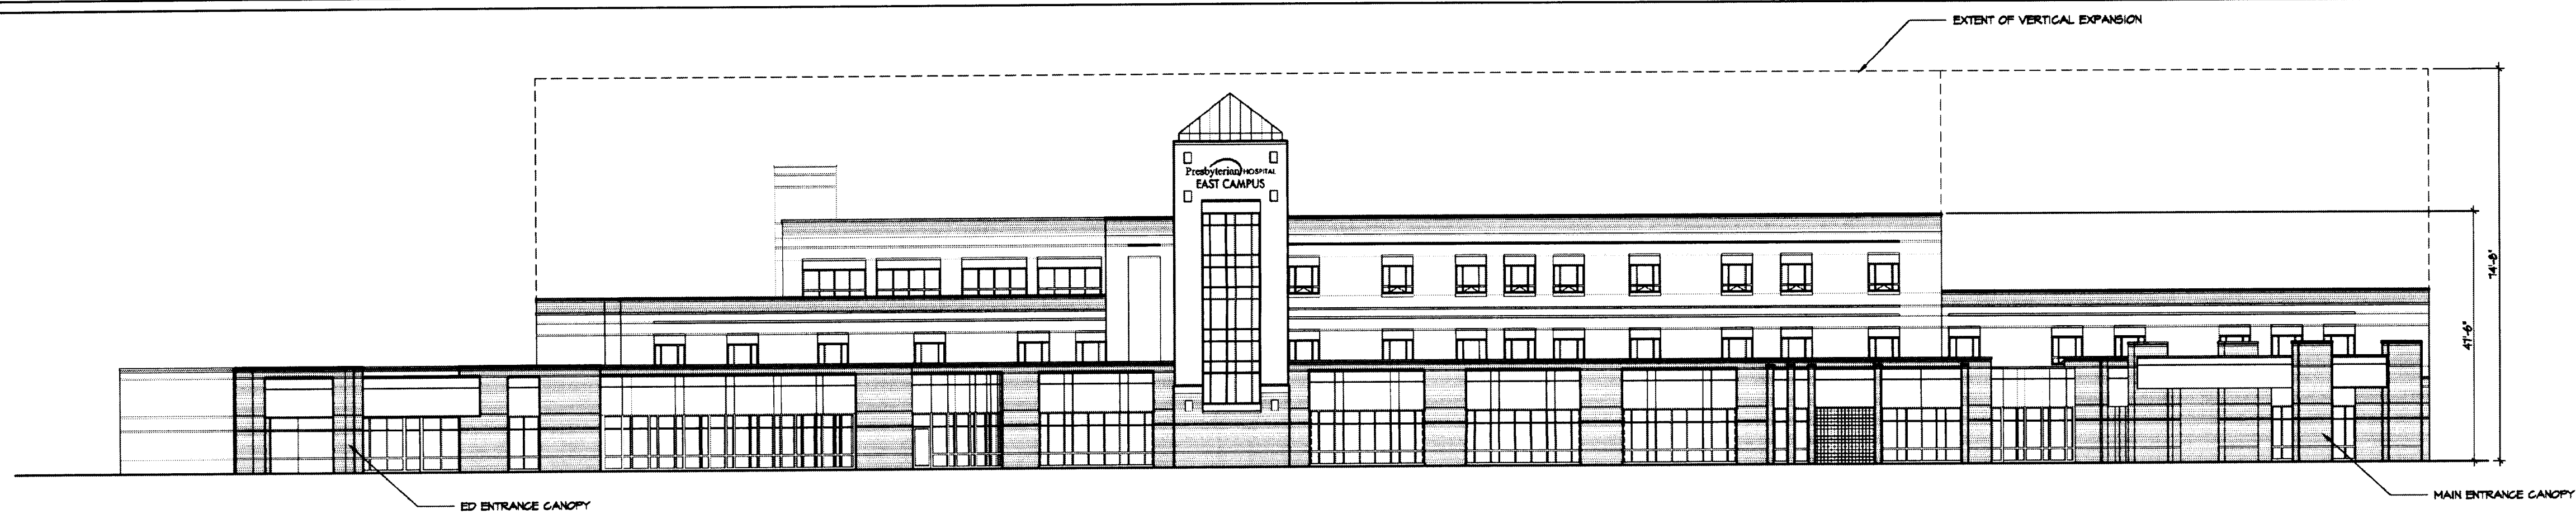 EXTENT OF VERTICAL EXPANSION
Presbyterian HOSPITAL
EAST CAMPUS
74'-8"
47'-6"
ED ENTRANCE CANOPY
MAIN ENTRANCE CANOPY